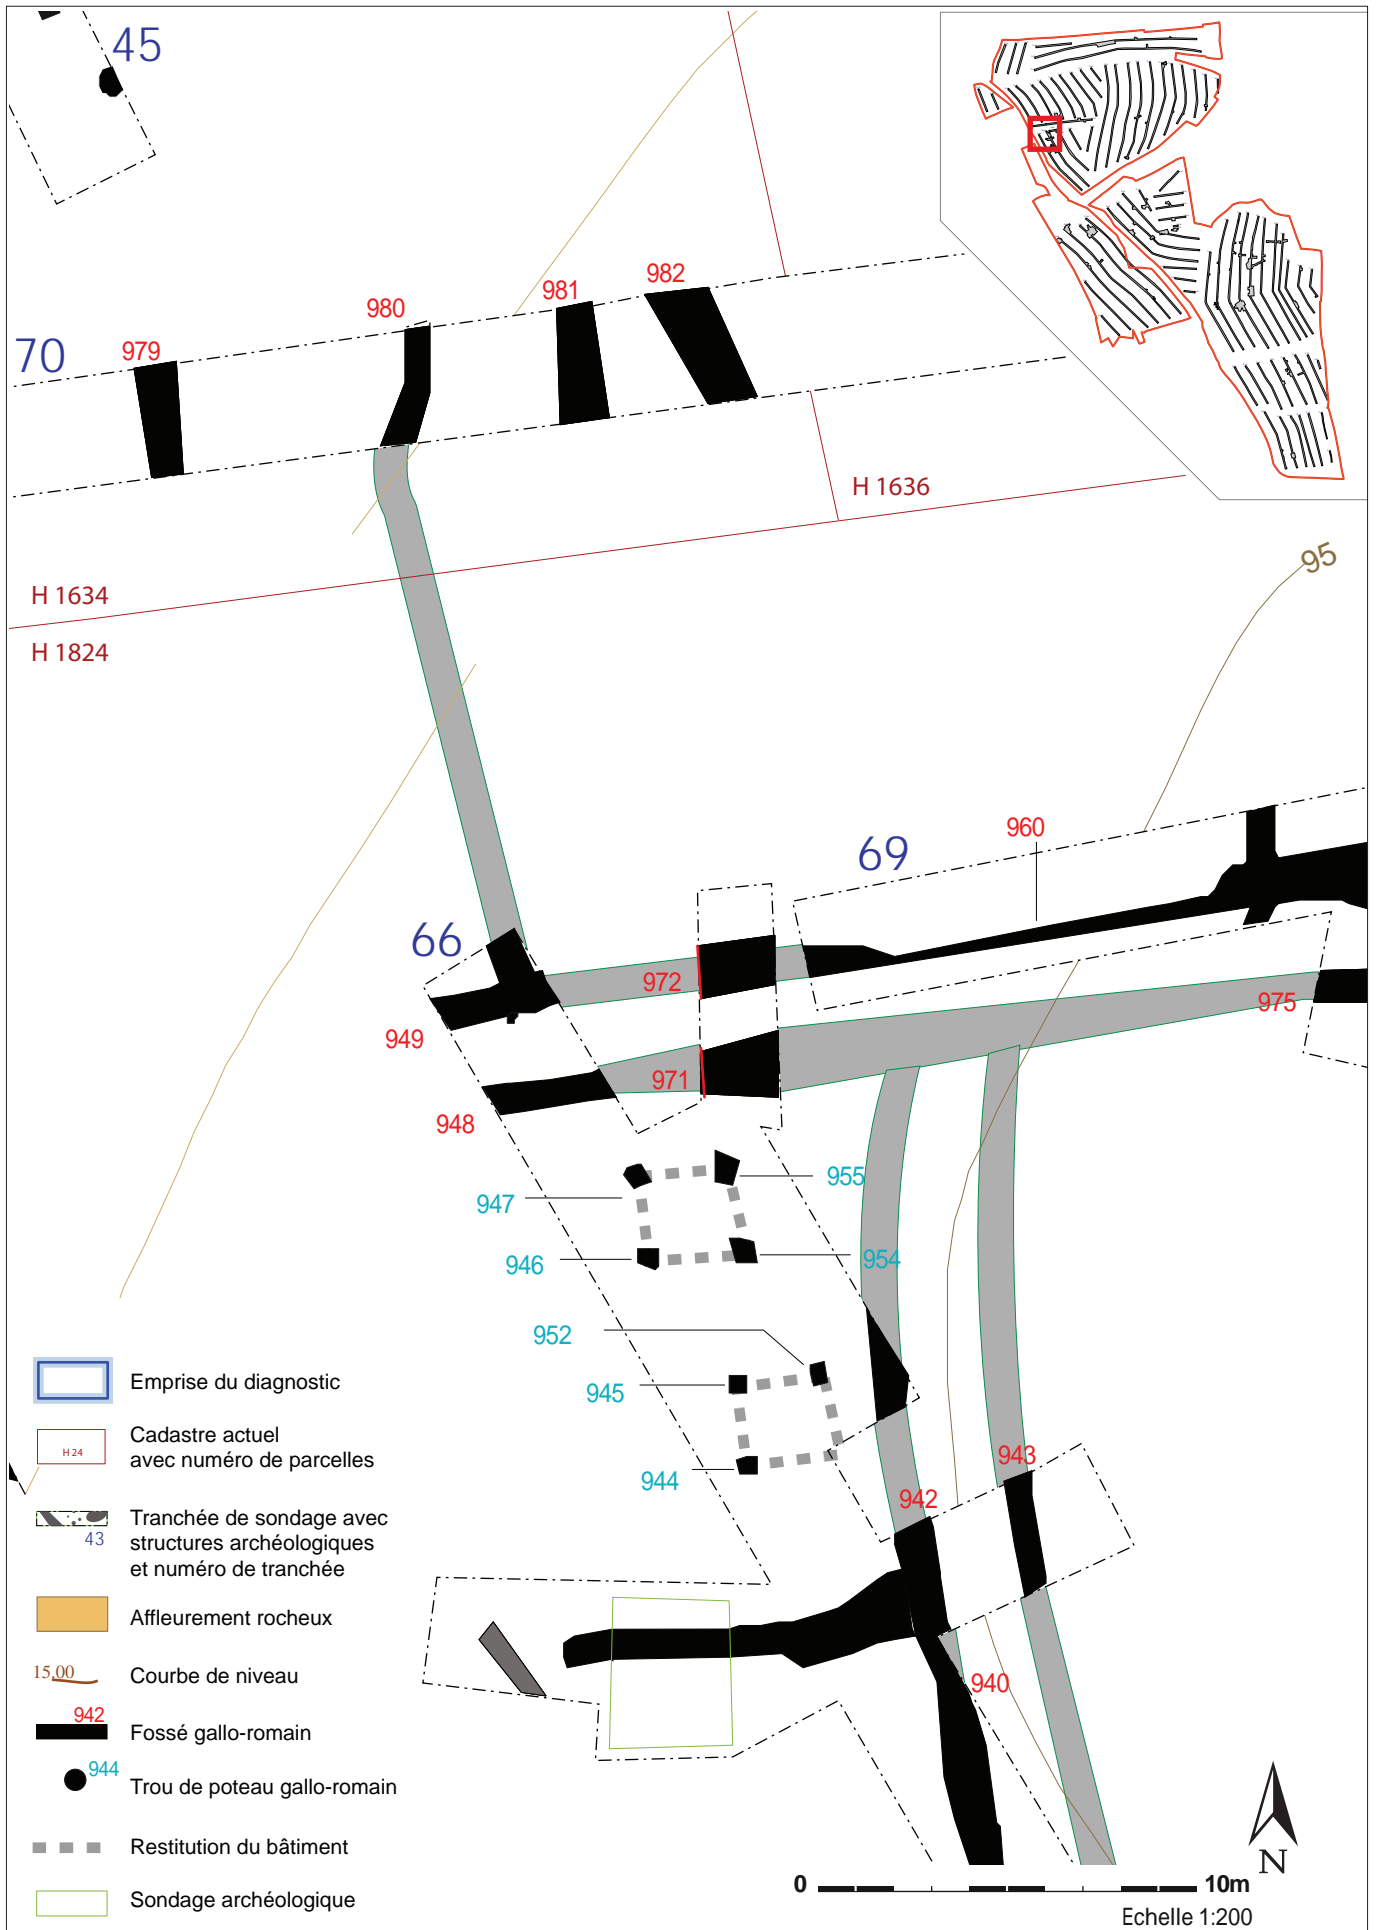 45
982
981
980
70
979
H 1636
95
H 1634
H 1824
960
69
66
972
975
949
971
948
955
947
954
946
952
945
943
944
942
940
Emprise du diagnostic
H 24
Cadastre actuel
avec numéro de parcelles
43
Tranchée de sondage avec
structures archéologiques
et numéro de tranchée
Affleurement rocheux
15,00
Courbe de niveau
942
Fossé gallo-romain
944
Trou de poteau gallo-romain
Restitution du bâtiment
Sondage archéologique
N
0 10m
Echelle 1:200